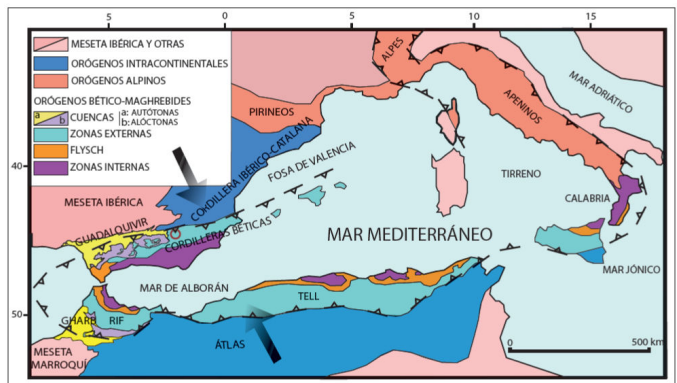 5 0 5 10 15
MESETA IBÉRICA Y OTRAS
ORÓGENOS INTRACONTINENTALES
ORÓGENOS ALPINOS
ORÓGENOS BÉTICO-MAGHREBIDES
a b CUENCAS a: AUTÓTONAS
b: ALÓCTONAS
ZONAS EXTERNAS
FLYSCH
ZONAS INTERNAS
ALPES
MAR ADRIÁTICO
PIRINEOS
APENINOS
40
CORDILLERA IBÉRICO-CATALANA
FOSA DE VALENCIA
TIRRENO
MESETA IBÉRICA
CALABRIA
GUADALQUIVIR
CORDILLERAS BÉTICAS
MAR MEDITERRÁNEO
MAR JÓNICO
MAR DE ALBORÁN
TELL
50
GHARB
RIF
ÁTLAS
MESETA
MARROQUÍ
0 500 km